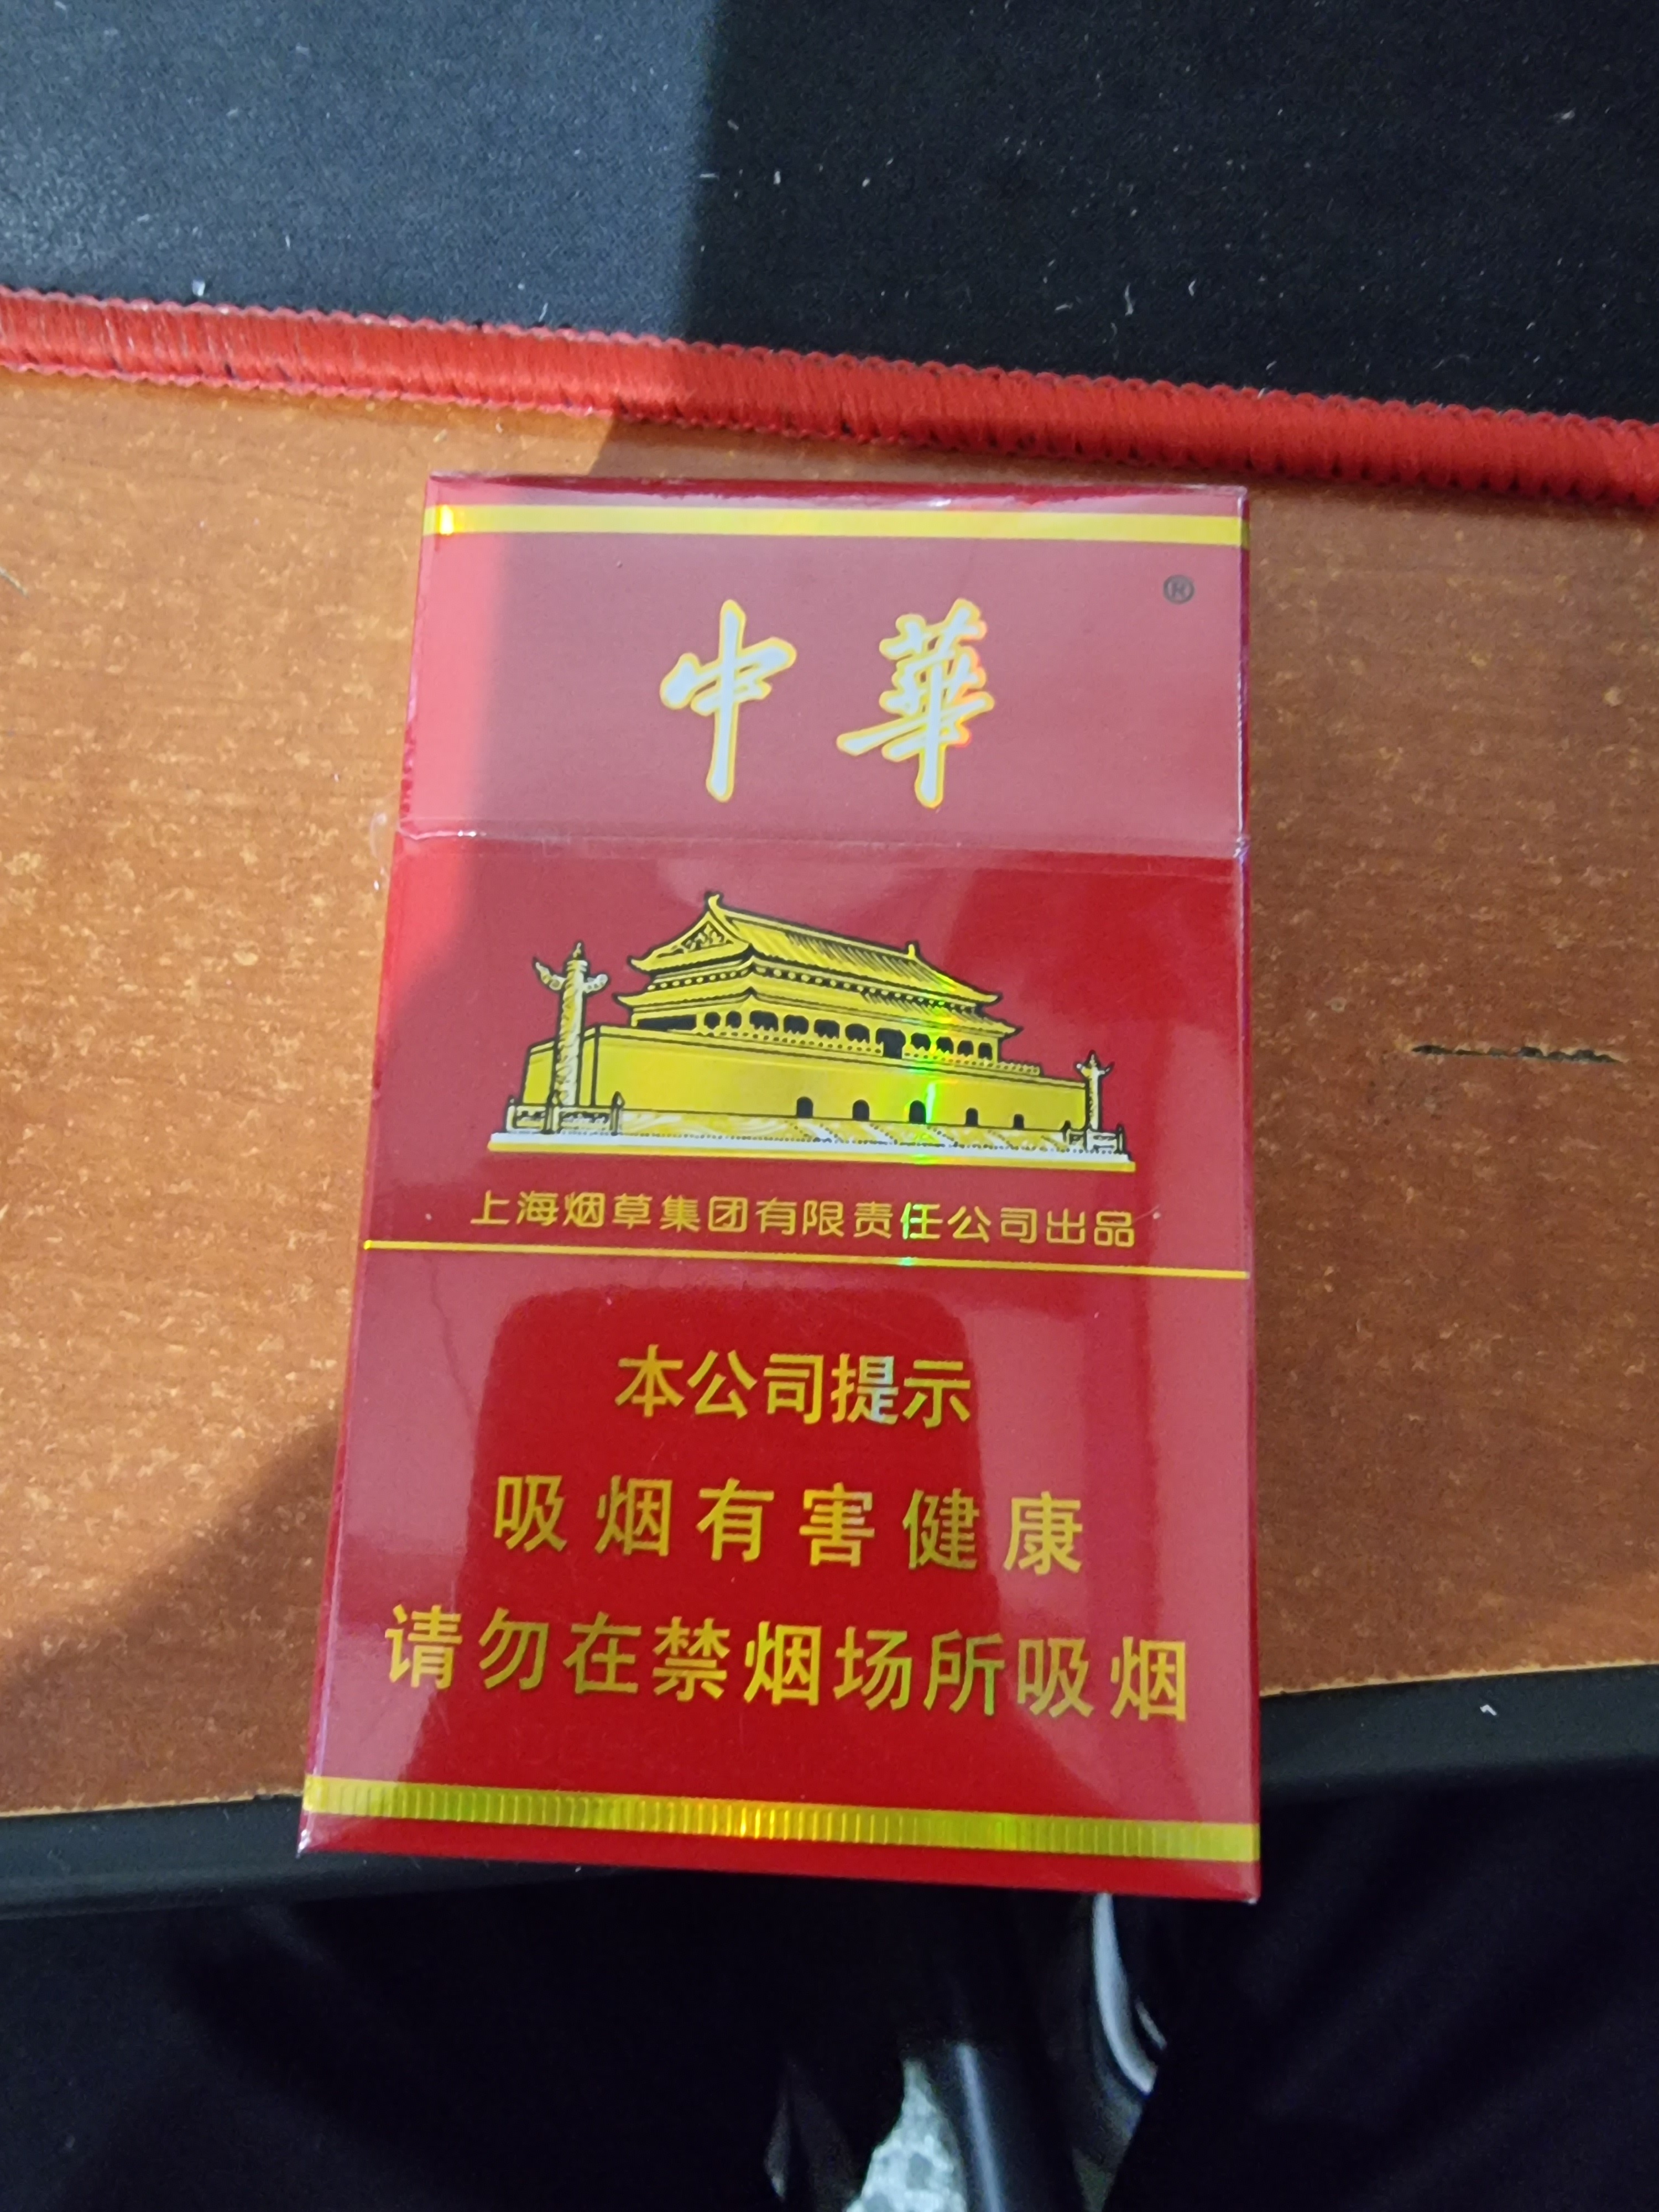 中華
®
上海烟草集团有限责任公司出品
本公司提示
吸烟有害健康
请勿在禁烟场所吸烟